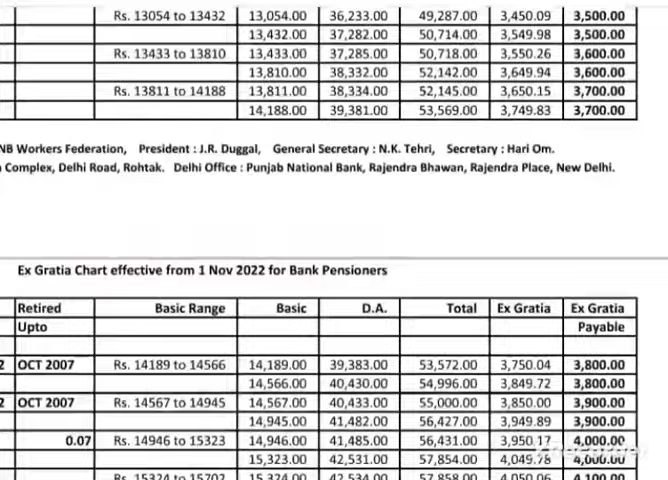 Rs. 13054 to 13432 13,054.00 36,233.00 49,287.00 3,450.09 3,500.00
13,432.00 37,282.00 50,714.00 3,549.98 3,500.00
Rs. 13433 to 13810 13,433.00 37,285.00 50,718.00 3,550.26 3,600.00
13,810.00 38,332.00 52,142.00 3,649.94 3,600.00
Rs. 13811 to 14188 13,811.00 38,334.00 52,145.00 3,650.15 3,700.00
14,188.00 39,381.00 53,569.00 3,749.83 3,700.00
NB Workers Federation, President : J.R. Duggal, General Secretary : N.K. Tehri, Secretary : Hari Om.
Complex, Delhi Road, Rohtak. Delhi Office : Punjab National Bank, Rajendra Bhawan, Rajendra Place, New Delhi.
Ex Gratia Chart effective from 1 Nov 2022 for Bank Pensioners
Retired Basic Range Basic D.A. Total Ex Gratia Ex Gratia
Upto Payable
2 OCT 2007 Rs. 14189 to 14566 14,189.00 39,383.00 53,572.00 3,750.04 3,800.00
14,566.00 40,430.00 54,996.00 3,849.72 3,800.00
2 OCT 2007 Rs. 14567 to 14945 14,567.00 40,433.00 55,000.00 3,850.00 3,900.00
14,945.00 41,482.00 56,427.00 3,949.89 3,900.00
0.07 Rs. 14946 to 15323 14,946.00 41,485.00 56,431.00 3,950.17 4,000.00
15,323.00 42,531.00 57,854.00 4,049.78 4,000.00
Rs. 15324 to 15702 15,324.00 42,534.00 57,858.00 4,050.06 4,100.00